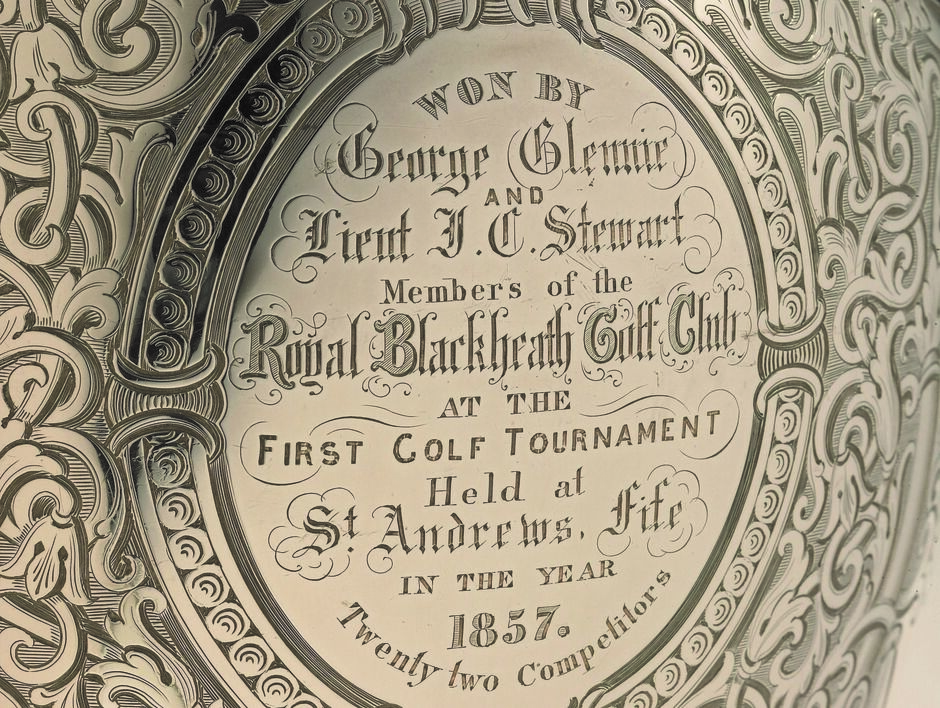 WON BY
George Glennie
AND
Lieut J. C. Stewart
Members of the
Royal Blackheath Golf Club
AT THE
FIRST GOLF TOURNAMENT
Held at
St. Andrews, Fife
IN THE YEAR
1857.
Twenty two Competitors